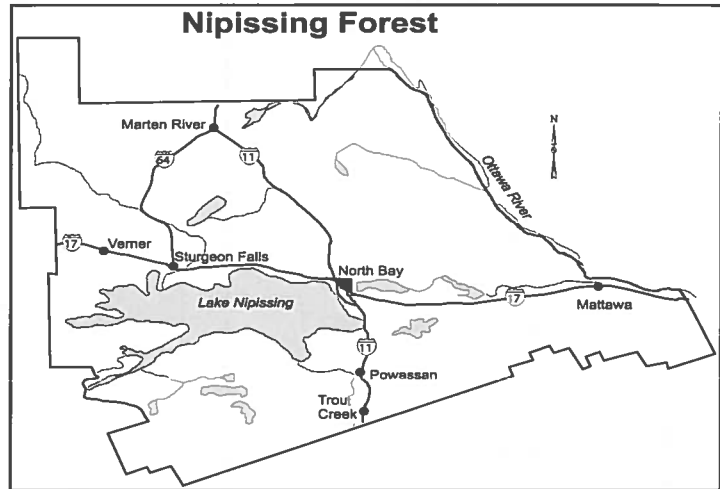 Nipissing Forest
Marten River
64
11
N
Ottawa River
17
Verner
Sturgeon Falls
North Bay
Lake Nipissing
17
Mattawa
11
Powassan
Trout
Creek